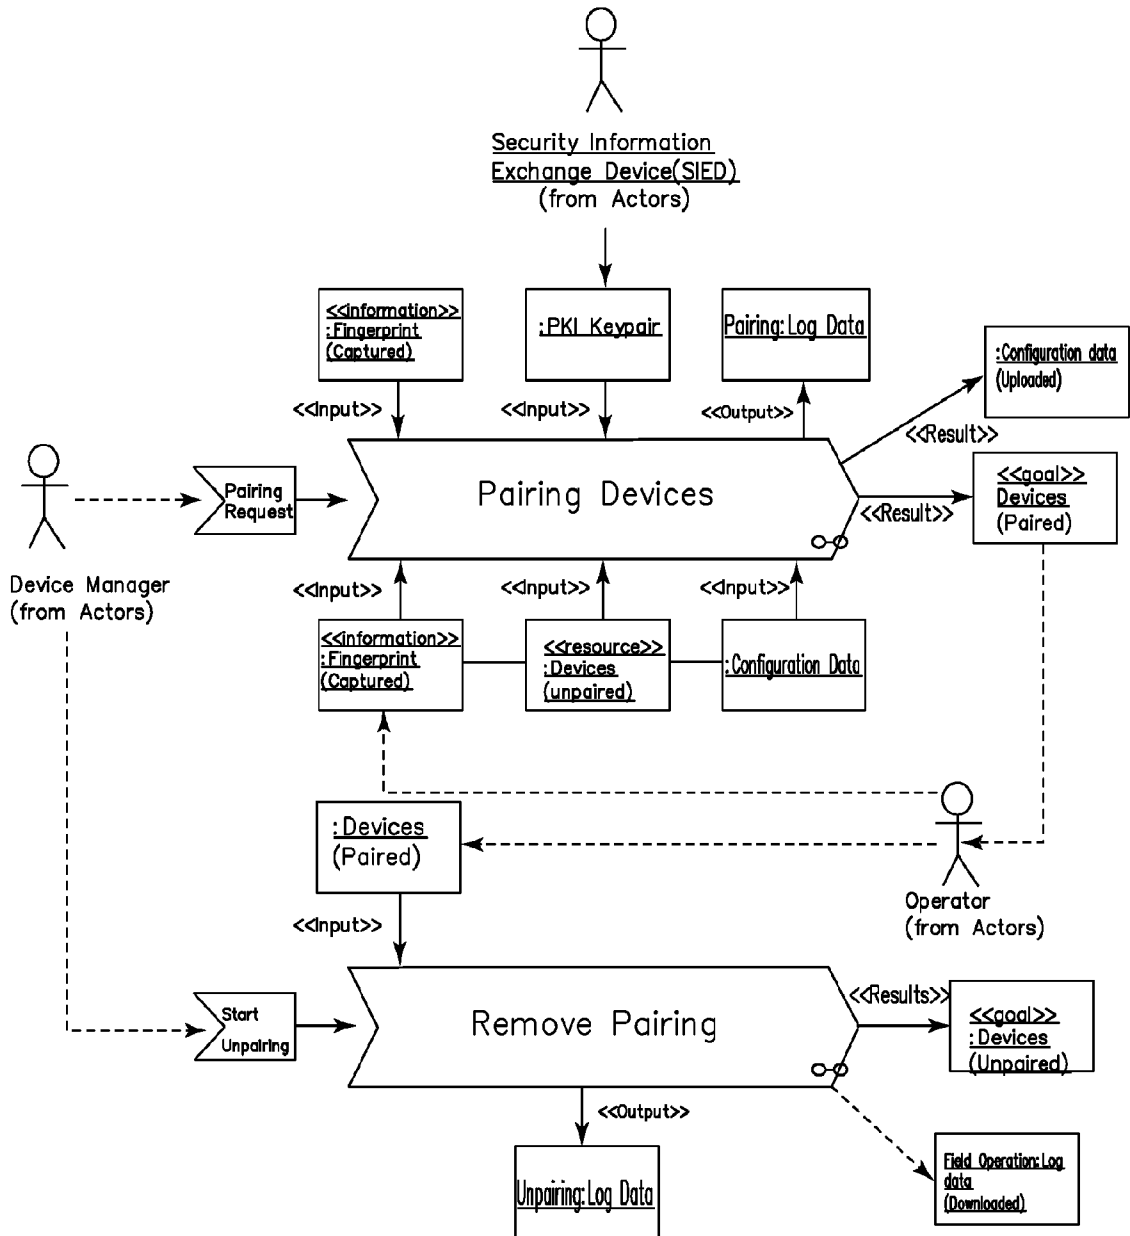 Security Information
Exchange Device(SIED)
(from Actors)
<<information>>
:Fingerprint
(Captured)
:PKI Keypair
Pairing:Log Data
:Configuration data
(Uploaded)
<<Input>>
<<Input>>
<<Output>>
<<Result>>
Pairing
Request
Pairing Devices
<<Result>>
<<goal>>
Devices
(Paired)
Device Manager
(from Actors)
<<Input>>
<<Input>>
<<Input>>
<<information>>
:Fingerprint
(Captured)
<<resource>>
:Devices
(unpaired)
:Configuration Data
:Devices
(Paired)
Operator
(from Actors)
<<Input>>
Start
Unpairing
Remove Pairing
<<Results>>
<<goal>>
:Devices
(Unpaired)
<<Output>>
Unpairing:Log Data
Field Operation:Log
data
(Downloaded)